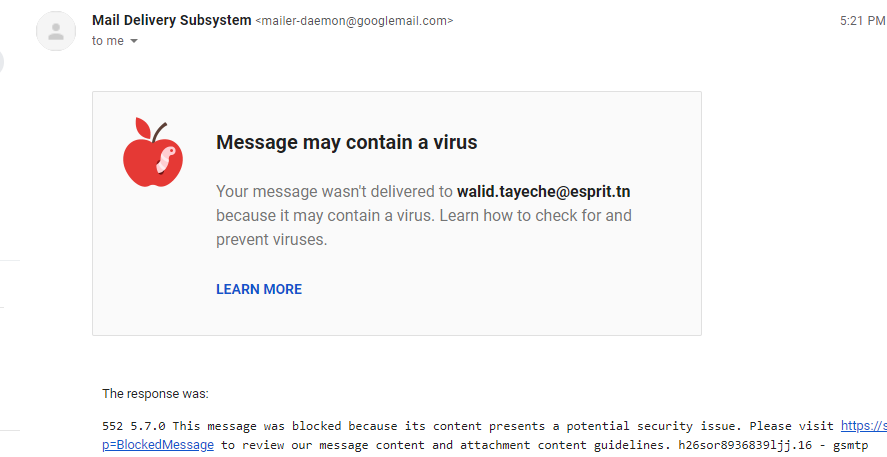 Mail Delivery Subsystem <mailer-daemon@googlemail.com> 5:21 PM
to me
Message may contain a virus
Your message wasn't delivered to walid.tayeche@esprit.tn
because it may contain a virus. Learn how to check for and
prevent viruses.
LEARN MORE
The response was:
552 5.7.0 This message was blocked because its content presents a potential security issue. Please visit https://s
p=BlockedMessage to review our message content and attachment content guidelines. h26sor8936839ljj.16 - gsmtp